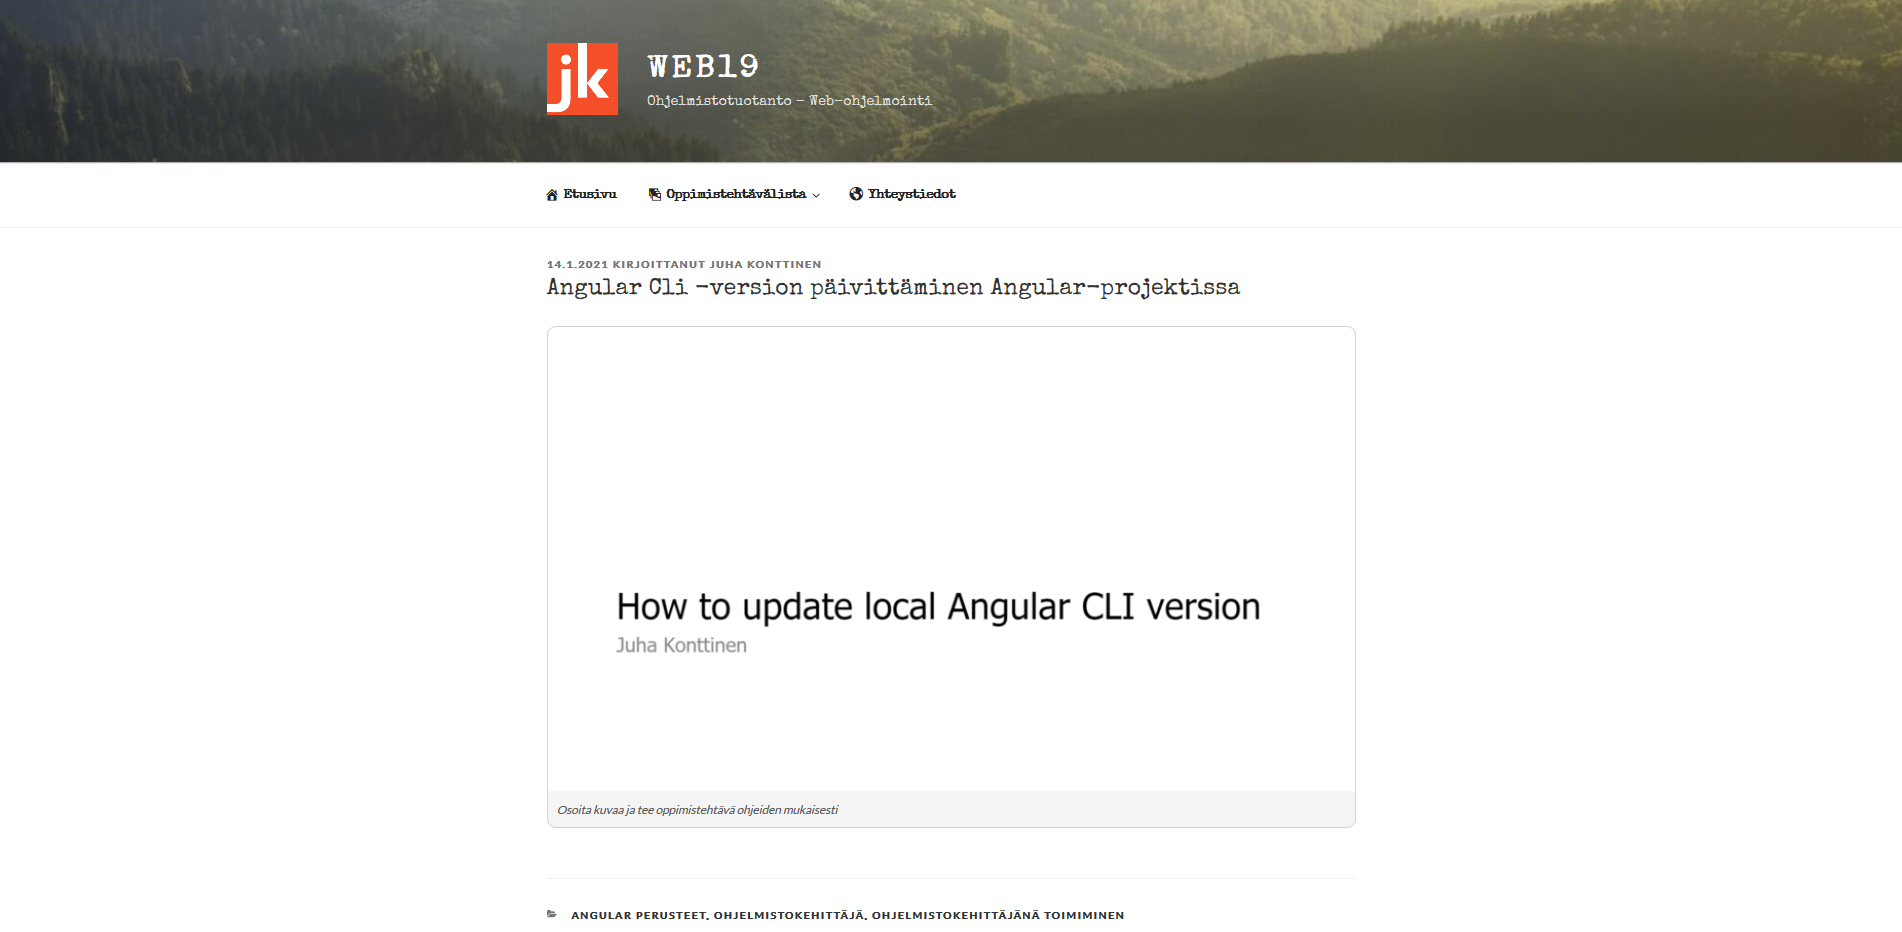 jk
WEB19
Ohjelmistotuotanto – Web-ohjelmointi
Etusivu
Oppimistehtävälista
Yhteystiedot
14.1.2021 KIRJOITTANUT JUHA KONTTINEN
Angular Cli -version päivittäminen Angular-projektissa
How to update local Angular CLI version
Juha Konttinen
Osoita kuvaa ja tee oppimistehtävä ohjeiden mukaisesti
ANGULAR PERUSTEET, OHJELMISTOKEHITTÄJÄ, OHJELMISTOKEHITTÄJÄNÄ TOIMIMINEN